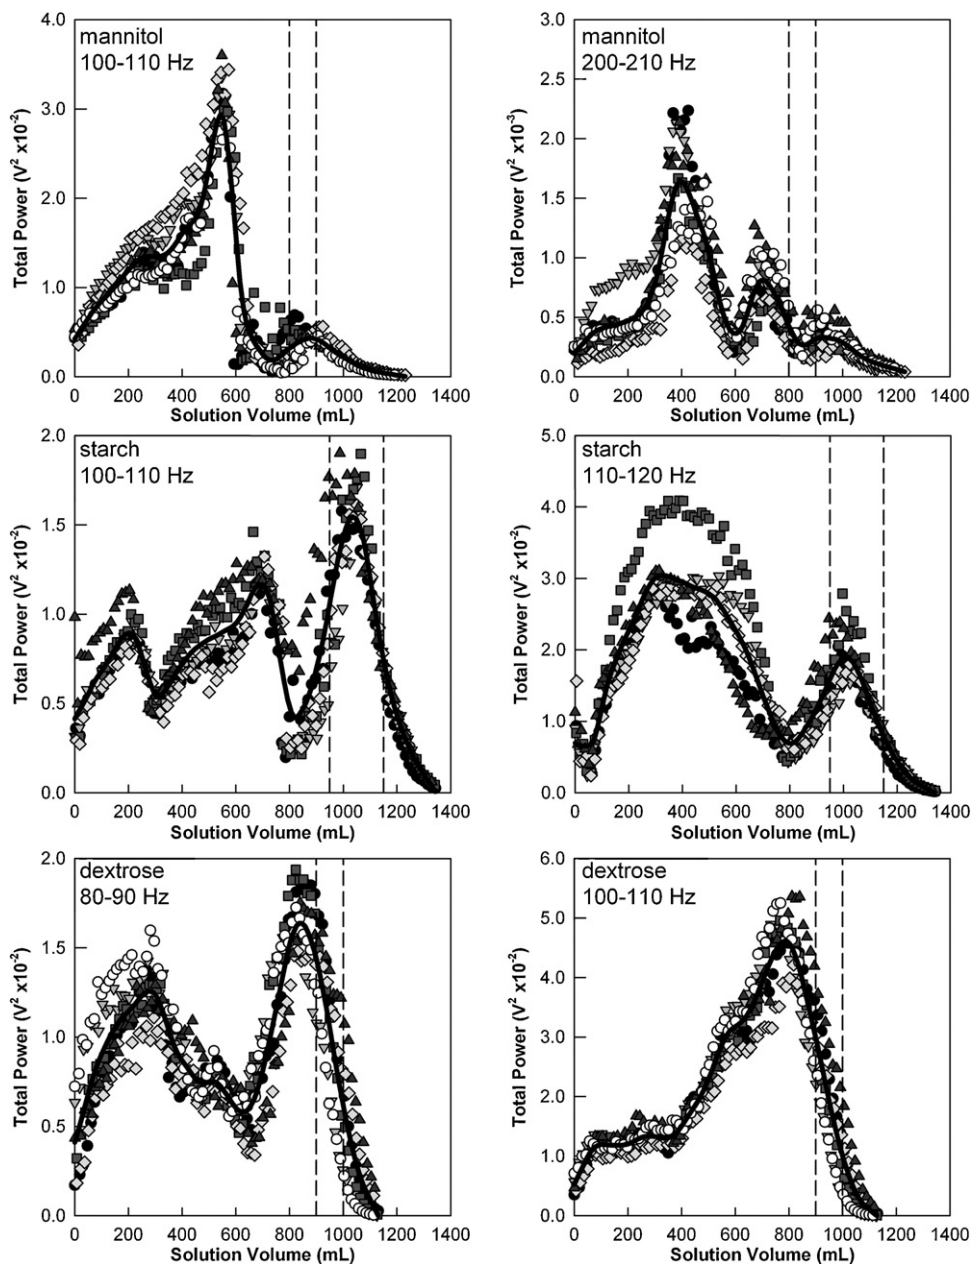 mannitol
100-110 Hz
4.0
3.0
2.0
1.0
0.0
Total Power (V² x10⁻²)
0 200 400 600 800 1000 1200 1400
Solution Volume (mL)
mannitol
200-210 Hz
3.0
2.5
2.0
1.5
1.0
0.5
0.0
Total Power (V² x10⁻³)
0 200 400 600 800 1000 1200 1400
Solution Volume (mL)
starch
100-110 Hz
2.0
1.5
1.0
0.5
0.0
Total Power (V² x10⁻²)
0 200 400 600 800 1000 1200 1400
Solution Volume (mL)
starch
110-120 Hz
5.0
4.0
3.0
2.0
1.0
0.0
Total Power (V² x10⁻²)
0 200 400 600 800 1000 1200 1400
Solution Volume (mL)
dextrose
80-90 Hz
2.0
1.5
1.0
0.5
0.0
Total Power (V² x10⁻²)
0 200 400 600 800 1000 1200 1400
Solution Volume (mL)
dextrose
100-110 Hz
6.0
5.0
4.0
3.0
2.0
1.0
0.0
Total Power (V² x10⁻²)
0 200 400 600 800 1000 1200 1400
Solution Volume (mL)